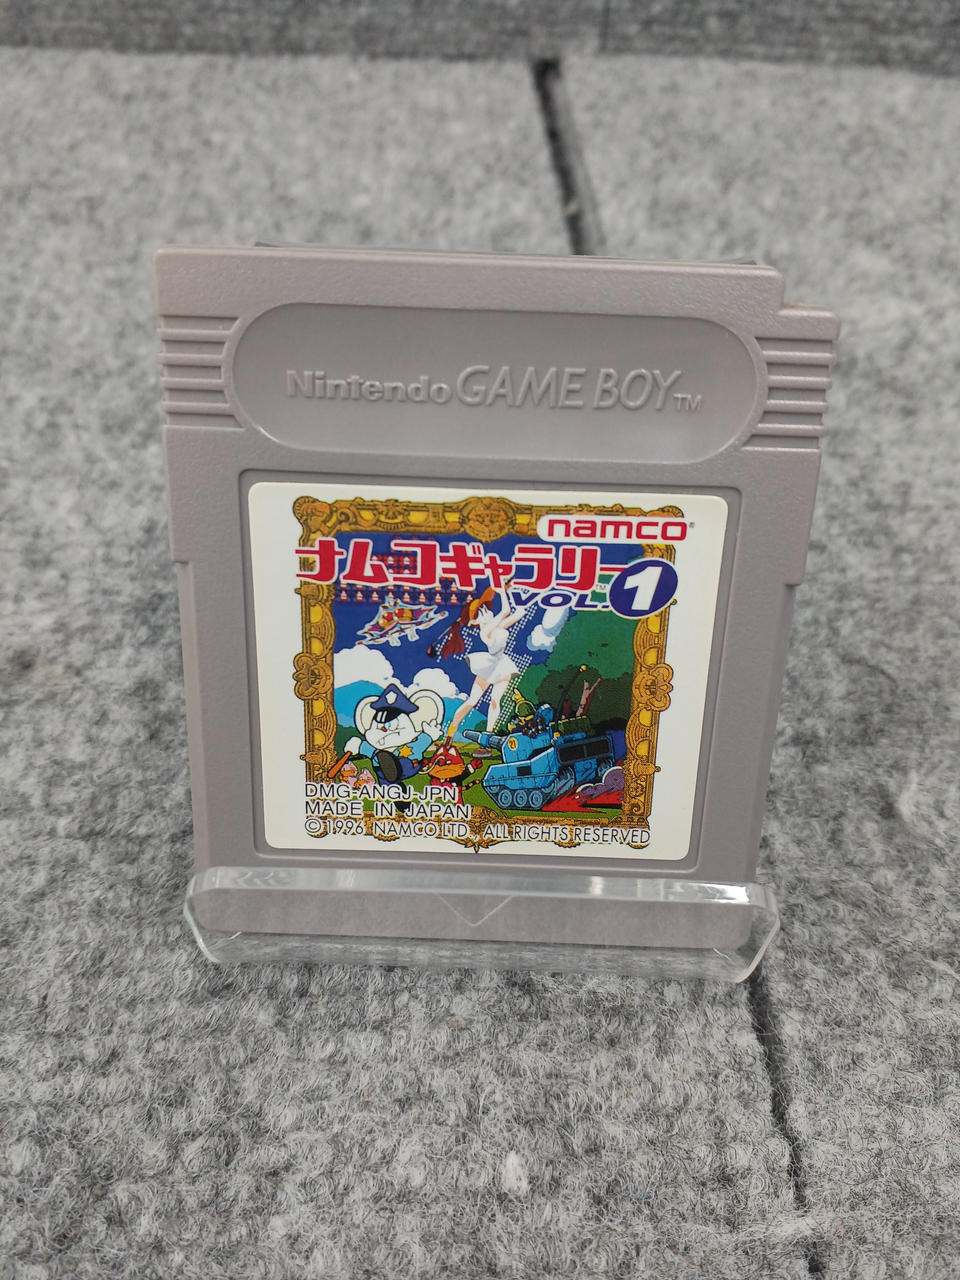 Nintendo GAME BOY™
namco®
ナムコギャラリー
VOL. 1
DMG-ANGJ-JPN
MADE IN JAPAN
© 1996 NAMCO LTD., ALL RIGHTS RESERVED